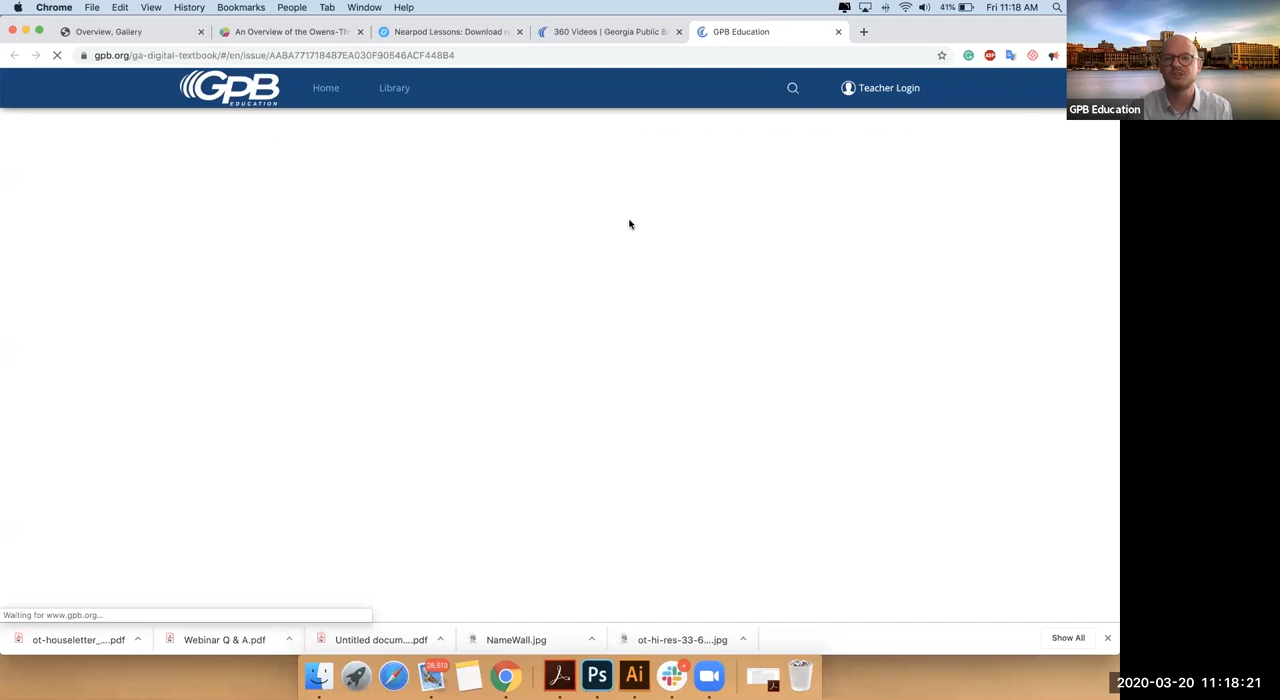 Chrome File Edit View History Bookmarks People Tab Window Help 41% Fri 11:18 AM
Overview, Gallery An Overview of the Owens-Th Nearpod Lessons: Download r 360 Videos | Georgia Public B GPB Education
gpb.org/ga-digital-textbook/#/en/issue/AABA771718487EA030F90546ACF448B4
GPB EDUCATION Home Library Teacher Login
GPB Education
Waiting for www.gpb.org...
ot-houseletter_....pdf Webinar Q & A.pdf Untitled docum....pdf NameWall.jpg ot-hi-res-33-6....jpg Show All
28,513
Ps Ai
2020-03-20 11:18:21